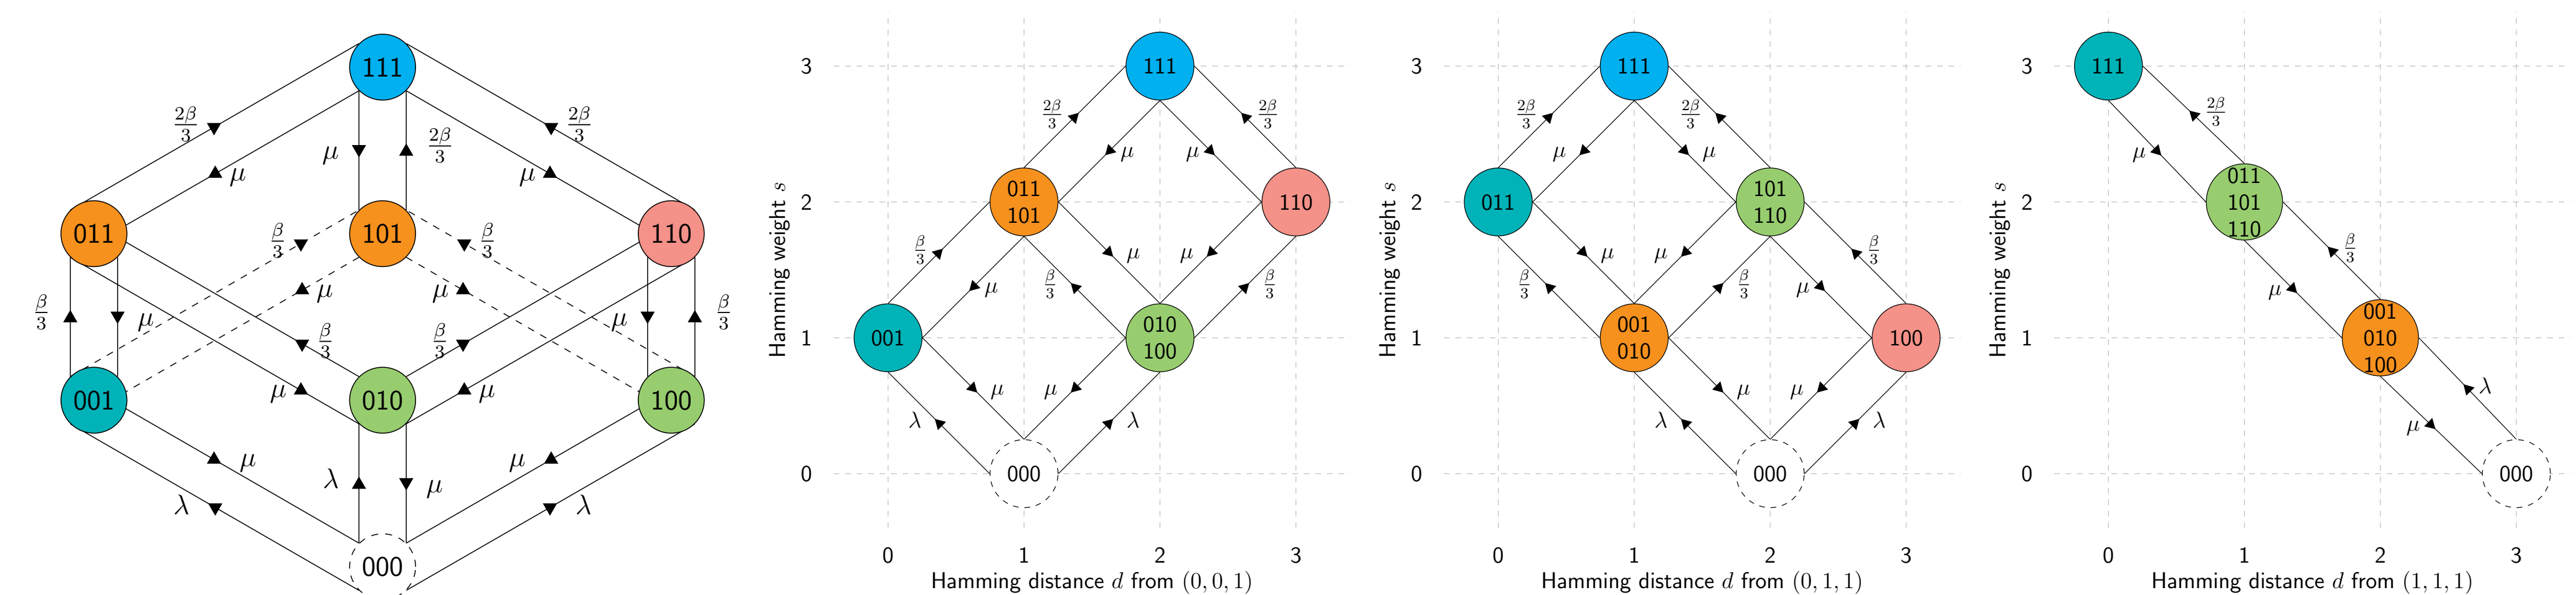 111
2β/3
2β/3
μ
2β/3
μ
μ
011
101
110
β/3
β/3
μ
μ
β/3
μ
μ
β/3
β/3
β/3
001
010
100
μ
μ
μ
λ
μ
μ
λ
λ
000
3
111
2β/3
2β/3
μ
μ
2
011
101
110
β/3
μ
μ
μ
β/3
β/3
1
001
010
100
μ
μ
λ
λ
0
000
0 1 2 3
Hamming distance d from (0, 0, 1)
Hamming weight s
3
111
2β/3
2β/3
μ
μ
2
011
101
110
μ
μ
β/3
β/3
β/3
μ
1
001
010
100
μ
μ
λ
λ
0
000
0 1 2 3
Hamming distance d from (0, 1, 1)
Hamming weight s
3
111
2β/3
μ
2
011
101
110
β/3
μ
1
001
010
100
λ
μ
0
000
0 1 2 3
Hamming distance d from (1, 1, 1)
Hamming weight s